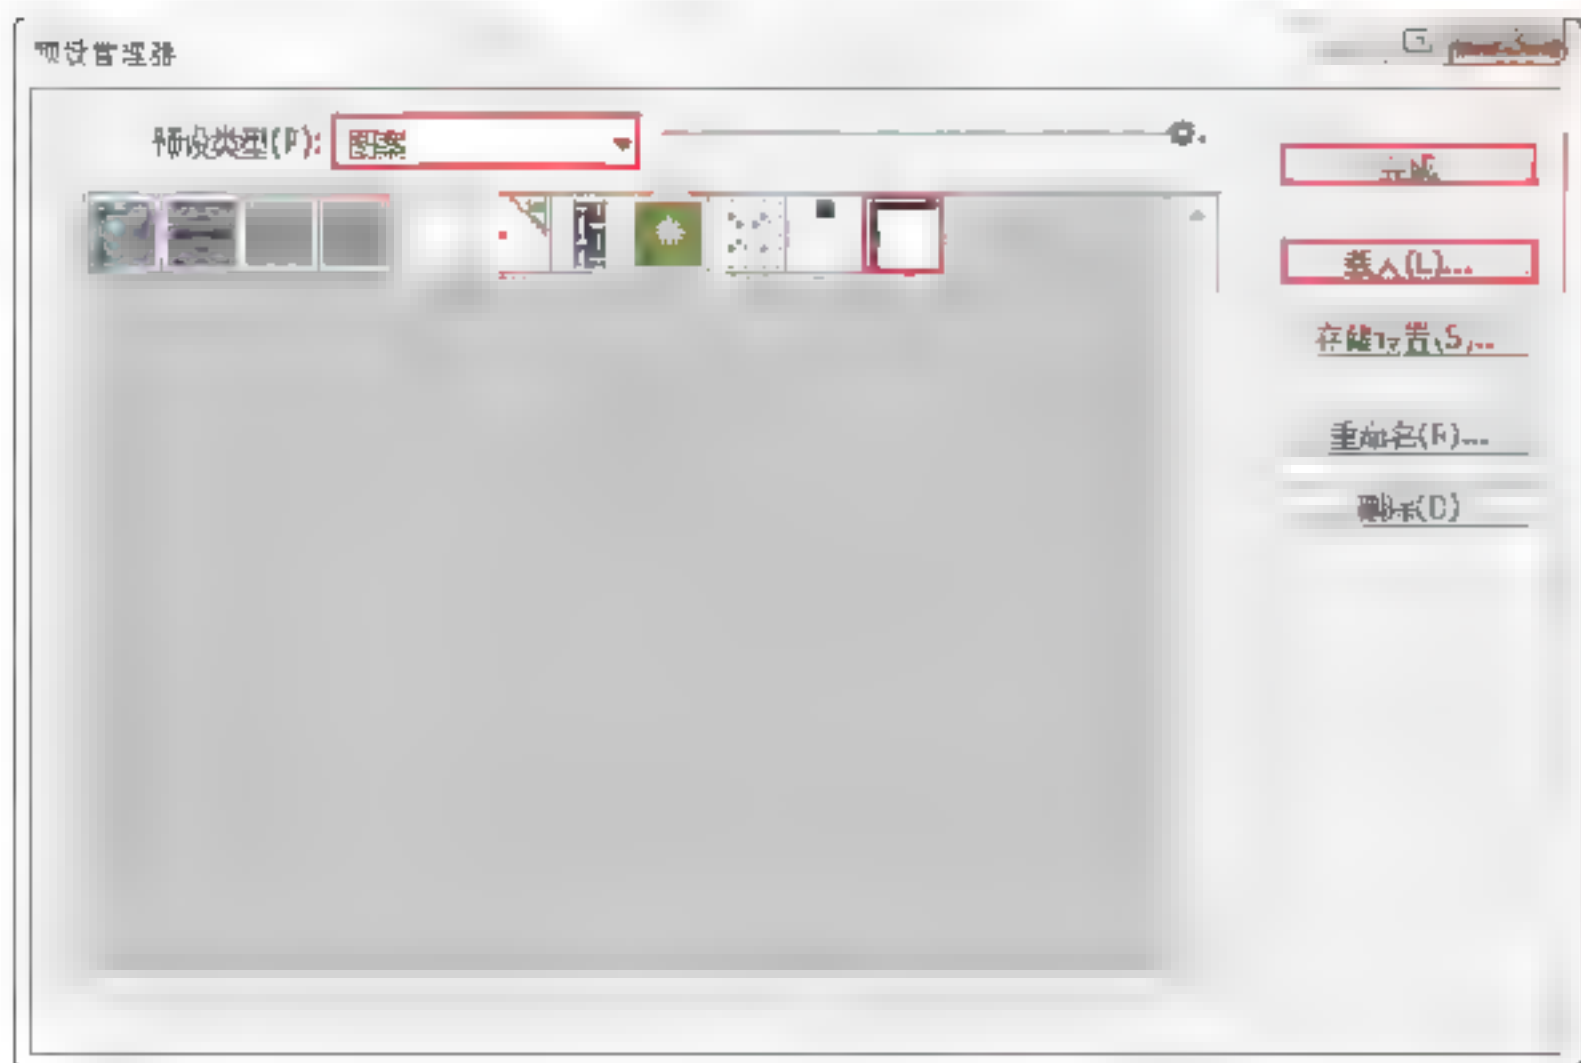 预设管理器
预设类型(P):
图案
完成
载入(L)...
存储设置(S)...
重命名(R)...
删除(D)